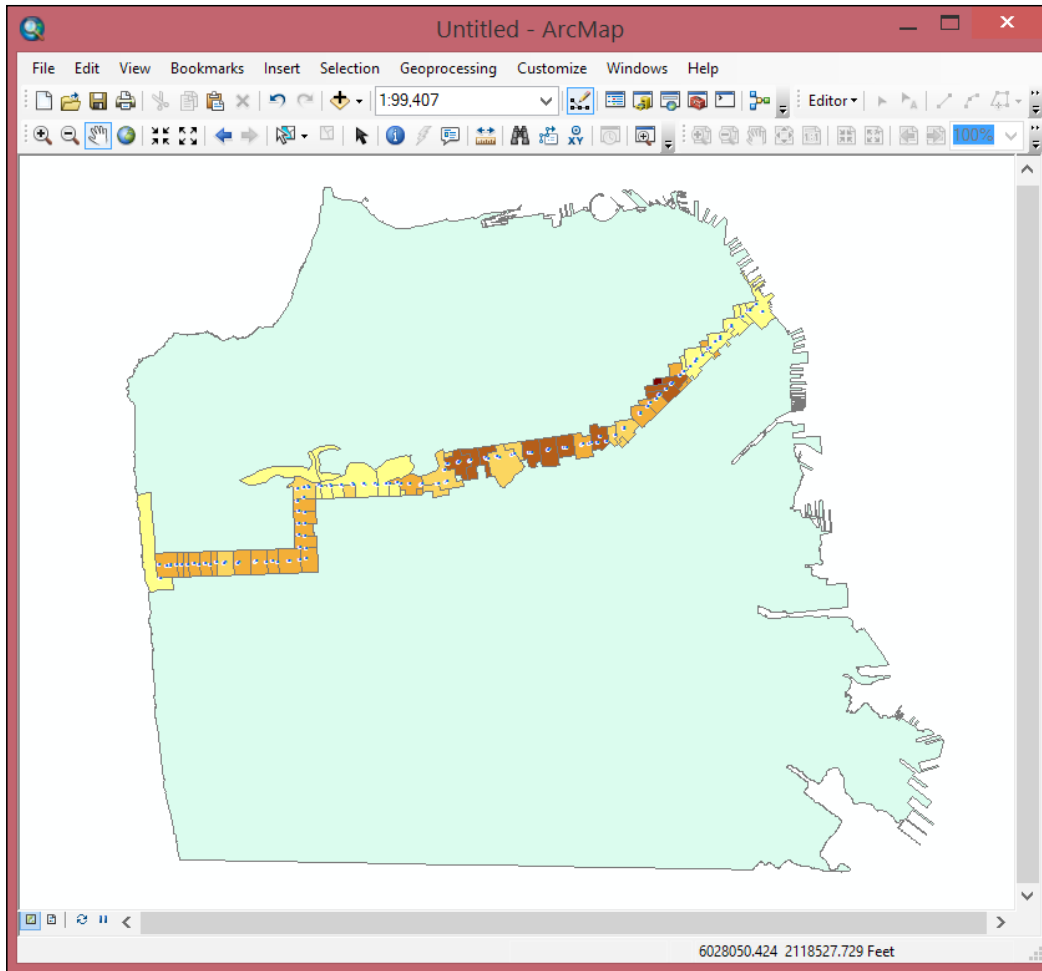 Untitled - ArcMap
File Edit View Bookmarks Insert Selection Geoprocessing Customize Windows Help
1:99,407 Editor
XY 100%
6028050.424 2118527.729 Feet